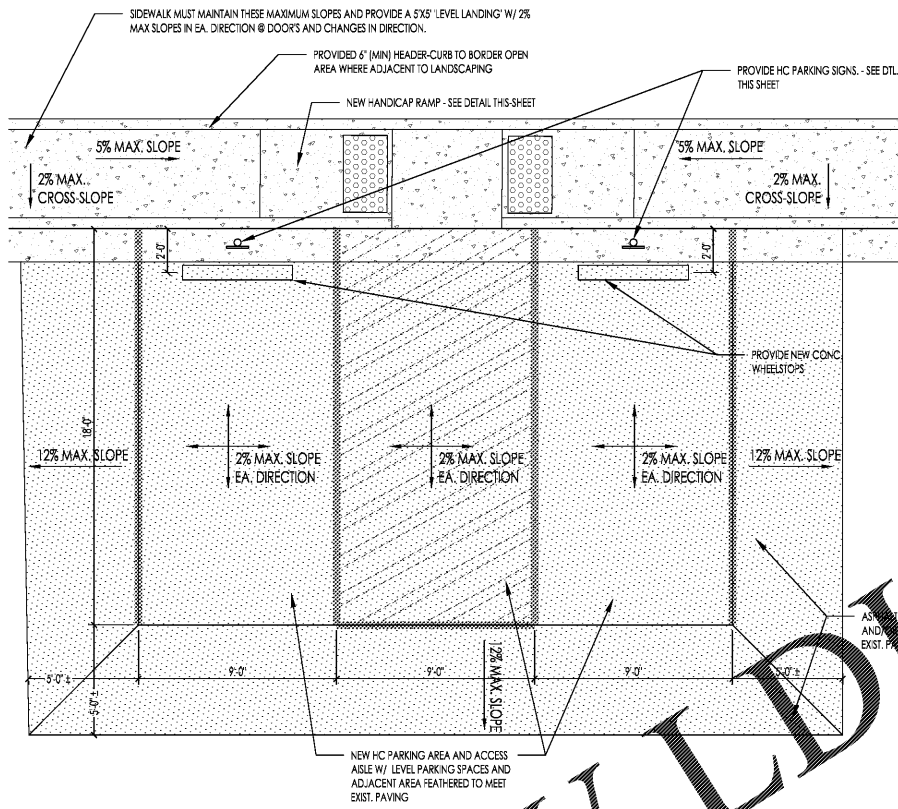 SIDEWALK MUST MAINTAIN THESE MAXIMUM SLOPES AND PROVIDE A 5'X5' 'LEVEL LANDING' W/ 2%
MAX SLOPES IN EA. DIRECTION @ DOOR'S AND CHANGES IN DIRECTION.
PROVIDED 6" (MIN) HEADER-CURB TO BORDER OPEN
AREA WHERE ADJACENT TO LANDSCAPING
PROVIDE HC PARKING SIGNS. - SEE DTL.
THIS SHEET
NEW HANDICAP RAMP - SEE DETAIL THIS-SHEET
5% MAX. SLOPE
5% MAX. SLOPE
2% MAX.
CROSS-SLOPE
2% MAX.
CROSS-SLOPE
2'-0"
2'-0"
PROVIDE NEW CONC.
WHEELSTOPS
18'-0"
12% MAX. SLOPE
2% MAX. SLOPE
EA. DIRECTION
2% MAX. SLOPE
EA. DIRECTION
2% MAX. SLOPE
EA. DIRECTION
12% MAX. SLOPE
EXIST.
5'-0" ±
9'-0"
9'-0"
9'-0"
5'-0" ±
5'-0" ±
12% MAX. SLOPE
NEW HC PARKING AREA AND ACCESS
AISLE W/ LEVEL PARKING SPACES AND
ADJACENT AREA FEATHERED TO MEET
EXIST. PAVING